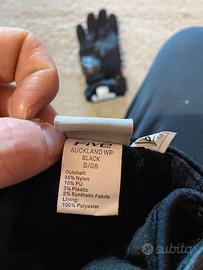 FIVE
AUCKLAND WP
BLACK
S/08
Outshell:
85% Nylon
10% PU
3% Plastic
2% Synthetic Fabric
Lining:
100% Polyester
subito